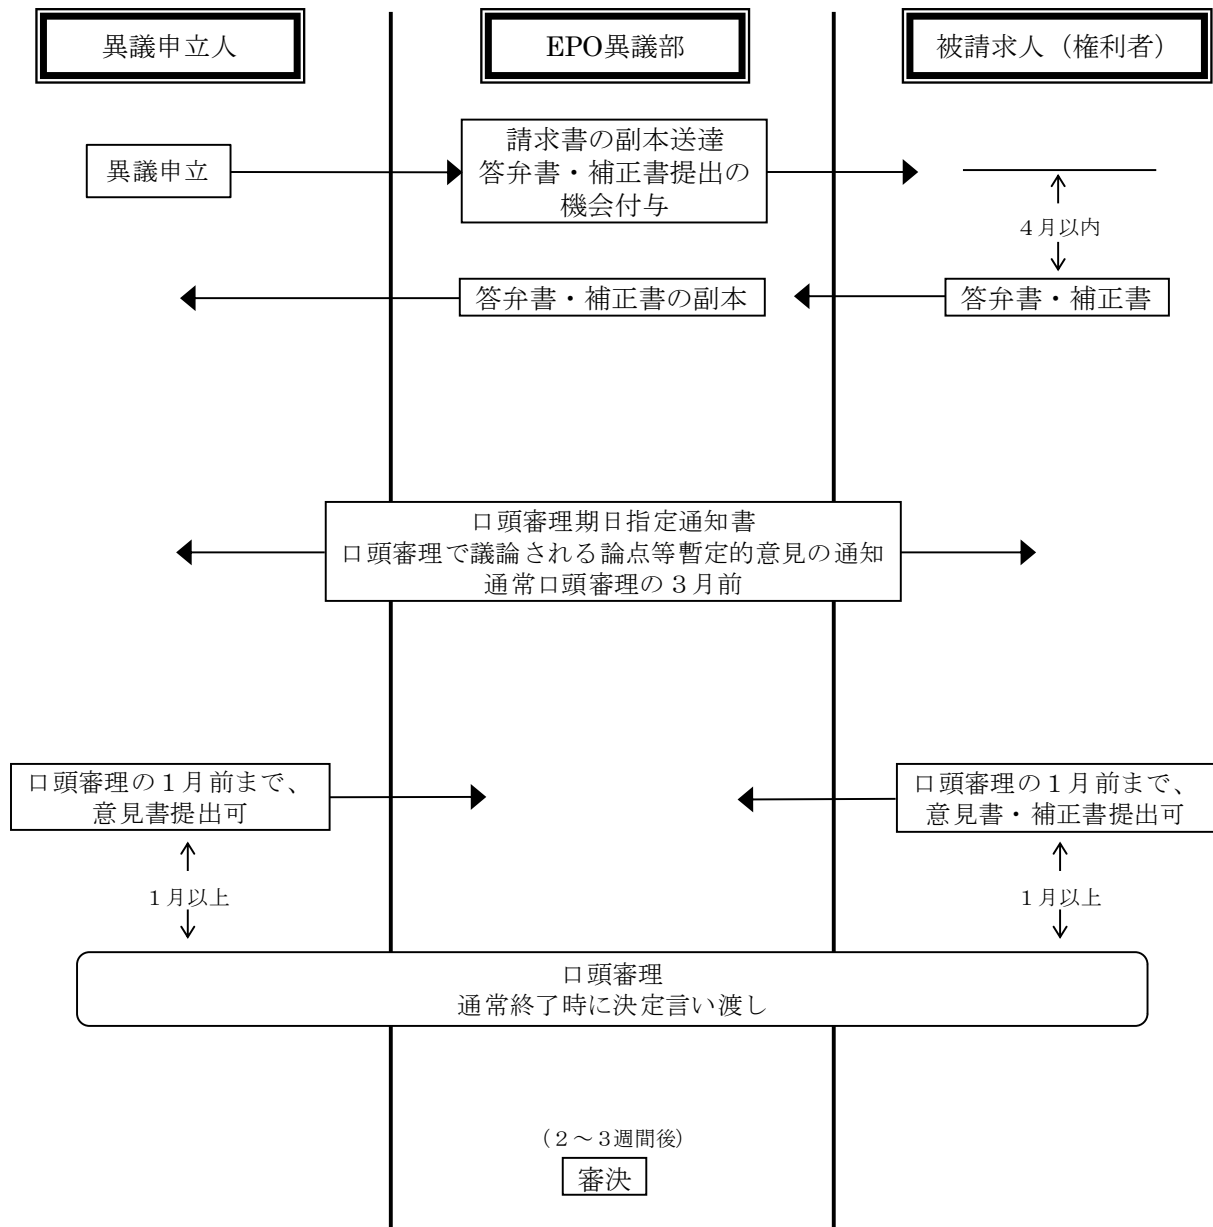 異議申立人
EPO異議部
被請求人（権利者）
異議申立
請求書の副本送達
答弁書・補正書提出の
機会付与
４月以内
答弁書・補正書の副本
答弁書・補正書
口頭審理期日指定通知書
口頭審理で議論される論点等暫定的意見の通知
通常口頭審理の３月前
口頭審理の１月前まで、
意見書提出可
口頭審理の１月前まで、
意見書・補正書提出可
１月以上
１月以上
口頭審理
通常終了時に決定言い渡し
（２～３週間後）
審決